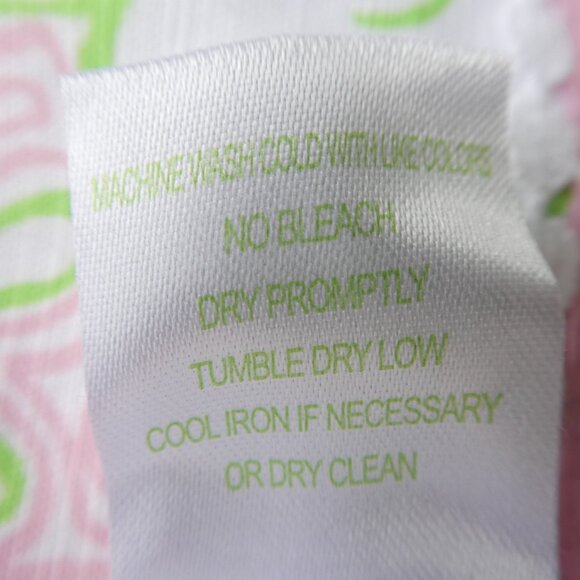 MACHINE WASH COLD WITH LIKE COLORS
NO BLEACH
DRY PROMPTLY
TUMBLE DRY LOW
COOL IRON IF NECESSARY
OR DRY CLEAN